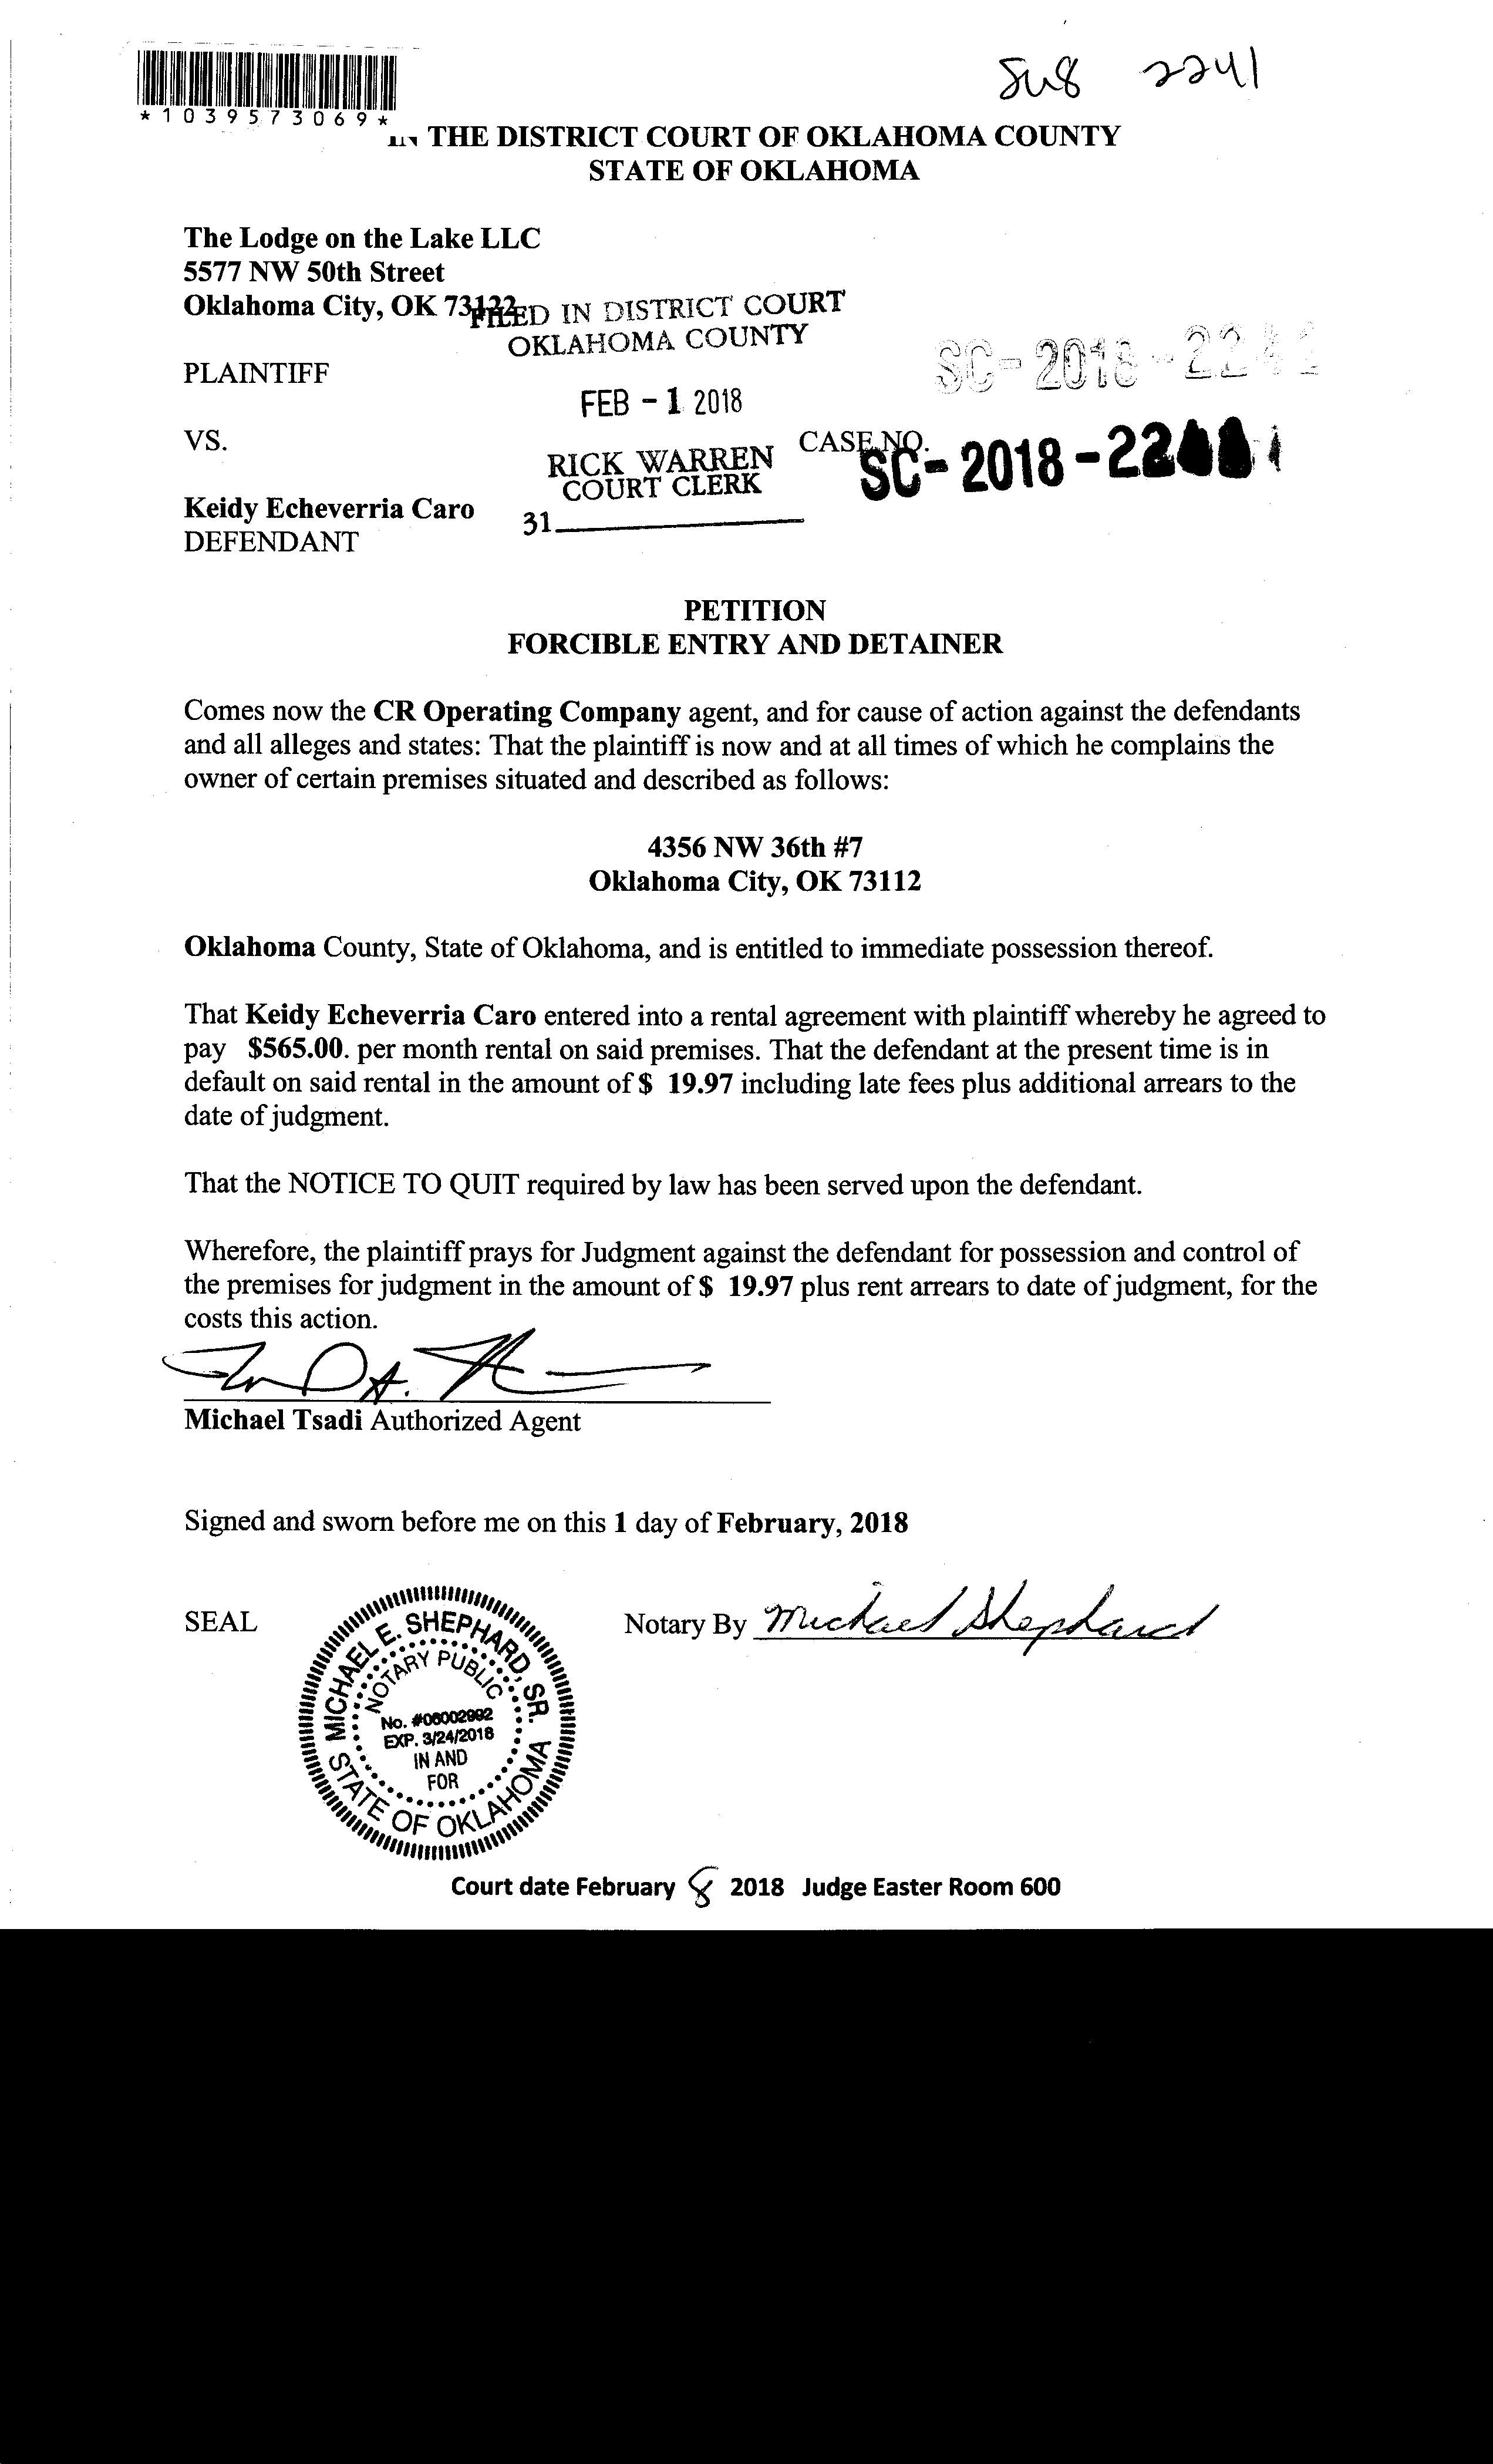 2241
*1039573069*
THE DISTRICT COURT OF OKLAHOMA COUNTY
STATE OF OKLAHOMA
The Lodge on the Lake LLC
5577 NW 50th Street
Oklahoma City, OK 73122
FILED IN DISTRICT COURT
OKLAHOMA COUNTY
SC-2018-22
PLAINTIFF
FEB - 1 2018
VS.
CASE NO.
SC-2018-22
RICK WARREN
COURT CLERK
Keidy Echeverria Caro
31
DEFENDANT
PETITION
FORCIBLE ENTRY AND DETAINER
Comes now the CR Operating Company agent, and for cause of action against the defendants
and all alleges and states: That the plaintiff is now and at all times of which he complains the
owner of certain premises situated and described as follows:
4356 NW 36th #7
Oklahoma City, OK 73112
Oklahoma County, State of Oklahoma, and is entitled to immediate possession thereof.
That Keidy Echeverria Caro entered into a rental agreement with plaintiff whereby he agreed to
pay $565.00. per month rental on said premises. That the defendant at the present time is in
default on said rental in the amount of $ 19.97 including late fees plus additional arrears to the
date of judgment.
That the NOTICE TO QUIT required by law has been served upon the defendant.
Wherefore, the plaintiff prays for Judgment against the defendant for possession and control of
the premises for judgment in the amount of $ 19.97 plus rent arrears to date of judgment, for the
costs this action.
Michael Tsadi Authorized Agent
Signed and sworn before me on this 1 day of February, 2018
SEAL
Notary By Michael Shephard
MICHAEL E. SHEPHARD, SR.
NOTARY PUBLIC
No. #06002992
EXP. 3/24/2018
IN AND
FOR
STATE OF OKLAHOMA
Court date February 8 2018 Judge Easter Room 600